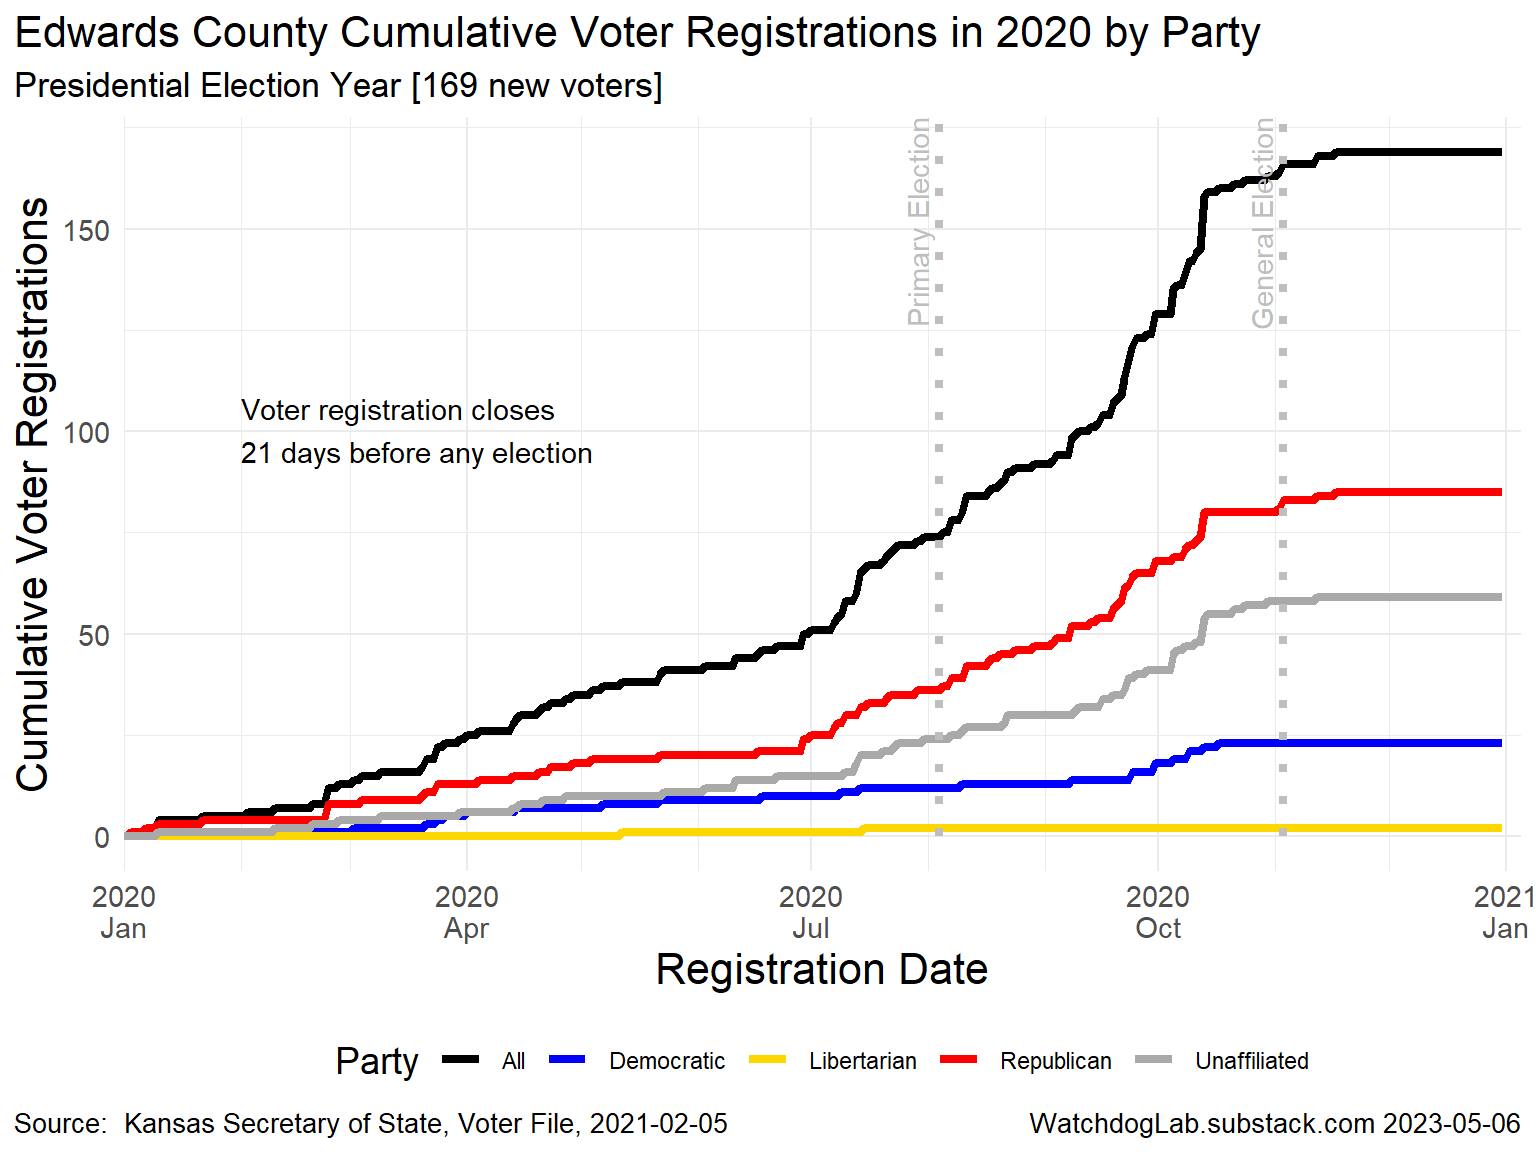 Edwards County Cumulative Voter Registrations in 2020 by Party
Presidential Election Year [169 new voters]
Cumulative Voter Registrations
150
100
50
0
Primary Election
General Election
Voter registration closes
21 days before any election
2020 2020 2020 2020 2021
Jan Apr Jul Oct Jan
Registration Date
Party All Democratic Libertarian Republican Unaffiliated
Source: Kansas Secretary of State, Voter File, 2021-02-05
WatchdogLab.substack.com 2023-05-06